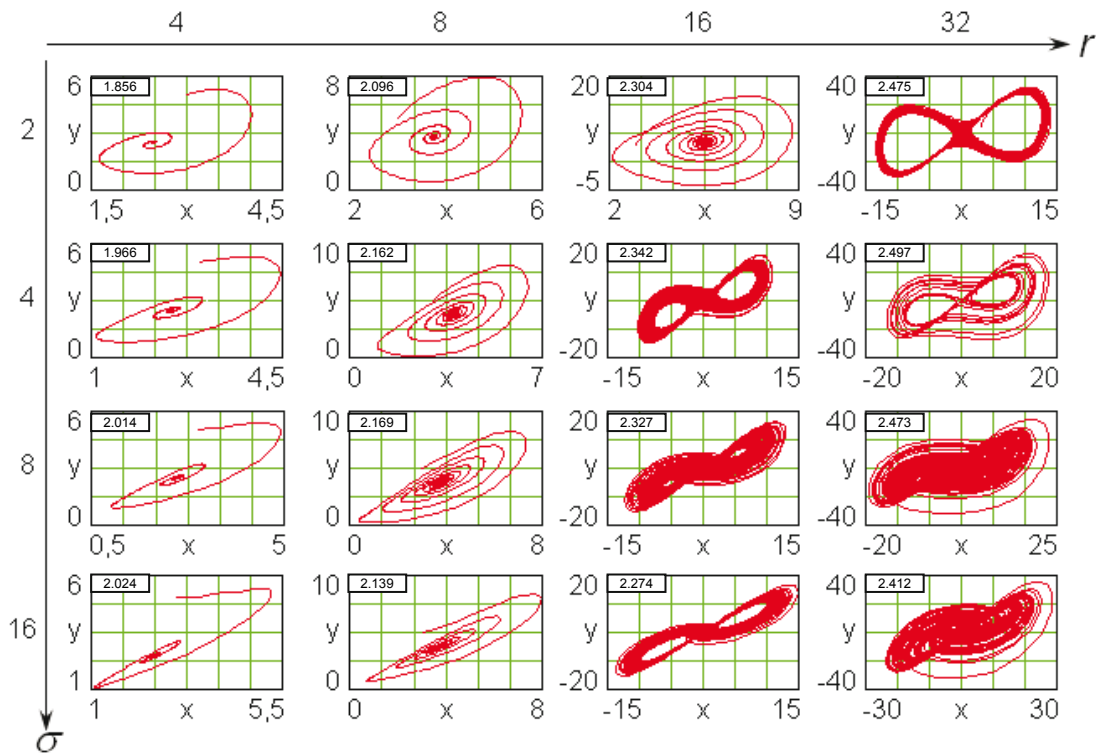 4 8 16 32
r
6 1.856 8 2.096 20 2.304 40 2.475
2 y y y y
0 0 -5 -40
1,5 x 4,5 2 x 6 2 x 9 -15 x 15
6 1.966 10 2.162 20 2.342 40 2.497
4 y y y y
0 0 -20 -40
1 x 4,5 0 x 7 -15 x 15 -20 x 20
6 2.014 10 2.169 20 2.327 40 2.473
8 y y y y
0 0 -20 -40
0,5 x 5 0 x 8 -15 x 15 -20 x 25
6 2.024 10 2.139 20 2.274 40 2.412
16 y y y y
1 0 -20 -40
1 x 5,5 0 x 8 -15 x 15 -30 x 30
σ